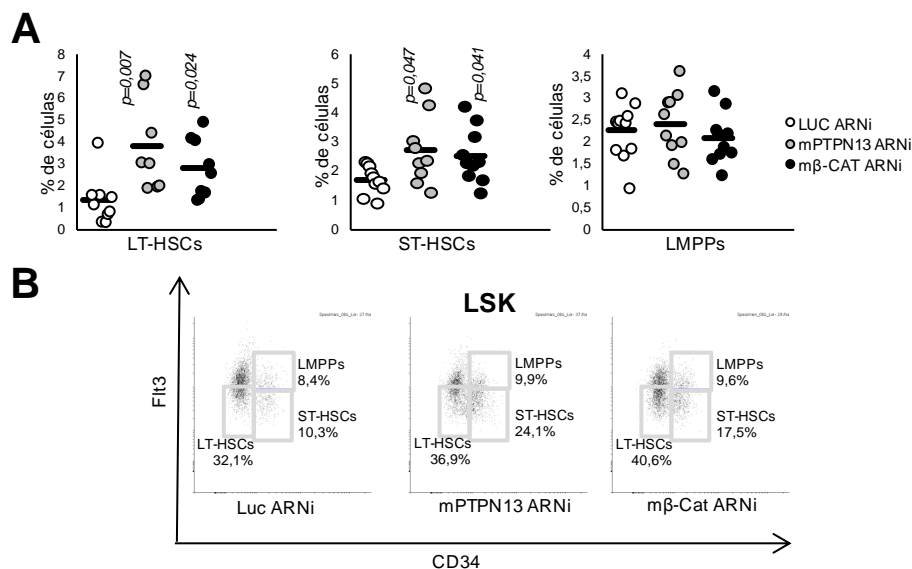 A
% de células
8
7
6
5
4
3
2
1
0
p=0,007
p=0,024
LT-HSCs
% de células
6
5
4
3
2
1
0
p=0,047
p=0,041
ST-HSCs
% de células
4
3,5
3
2,5
2
1,5
1
0,5
0
LMPPs
LUC ARNi
mPTPN13 ARNi
mβ-CAT ARNi
B
LSK
Flt3
LMPPs
8,4%
ST-HSCs
10,3%
LT-HSCs
32,1%
Luc ARNi
LMPPs
9,9%
ST-HSCs
24,1%
LT-HSCs
36,9%
mPTPN13 ARNi
LMPPs
9,6%
ST-HSCs
17,5%
LT-HSCs
40,6%
mβ-Cat ARNi
CD34